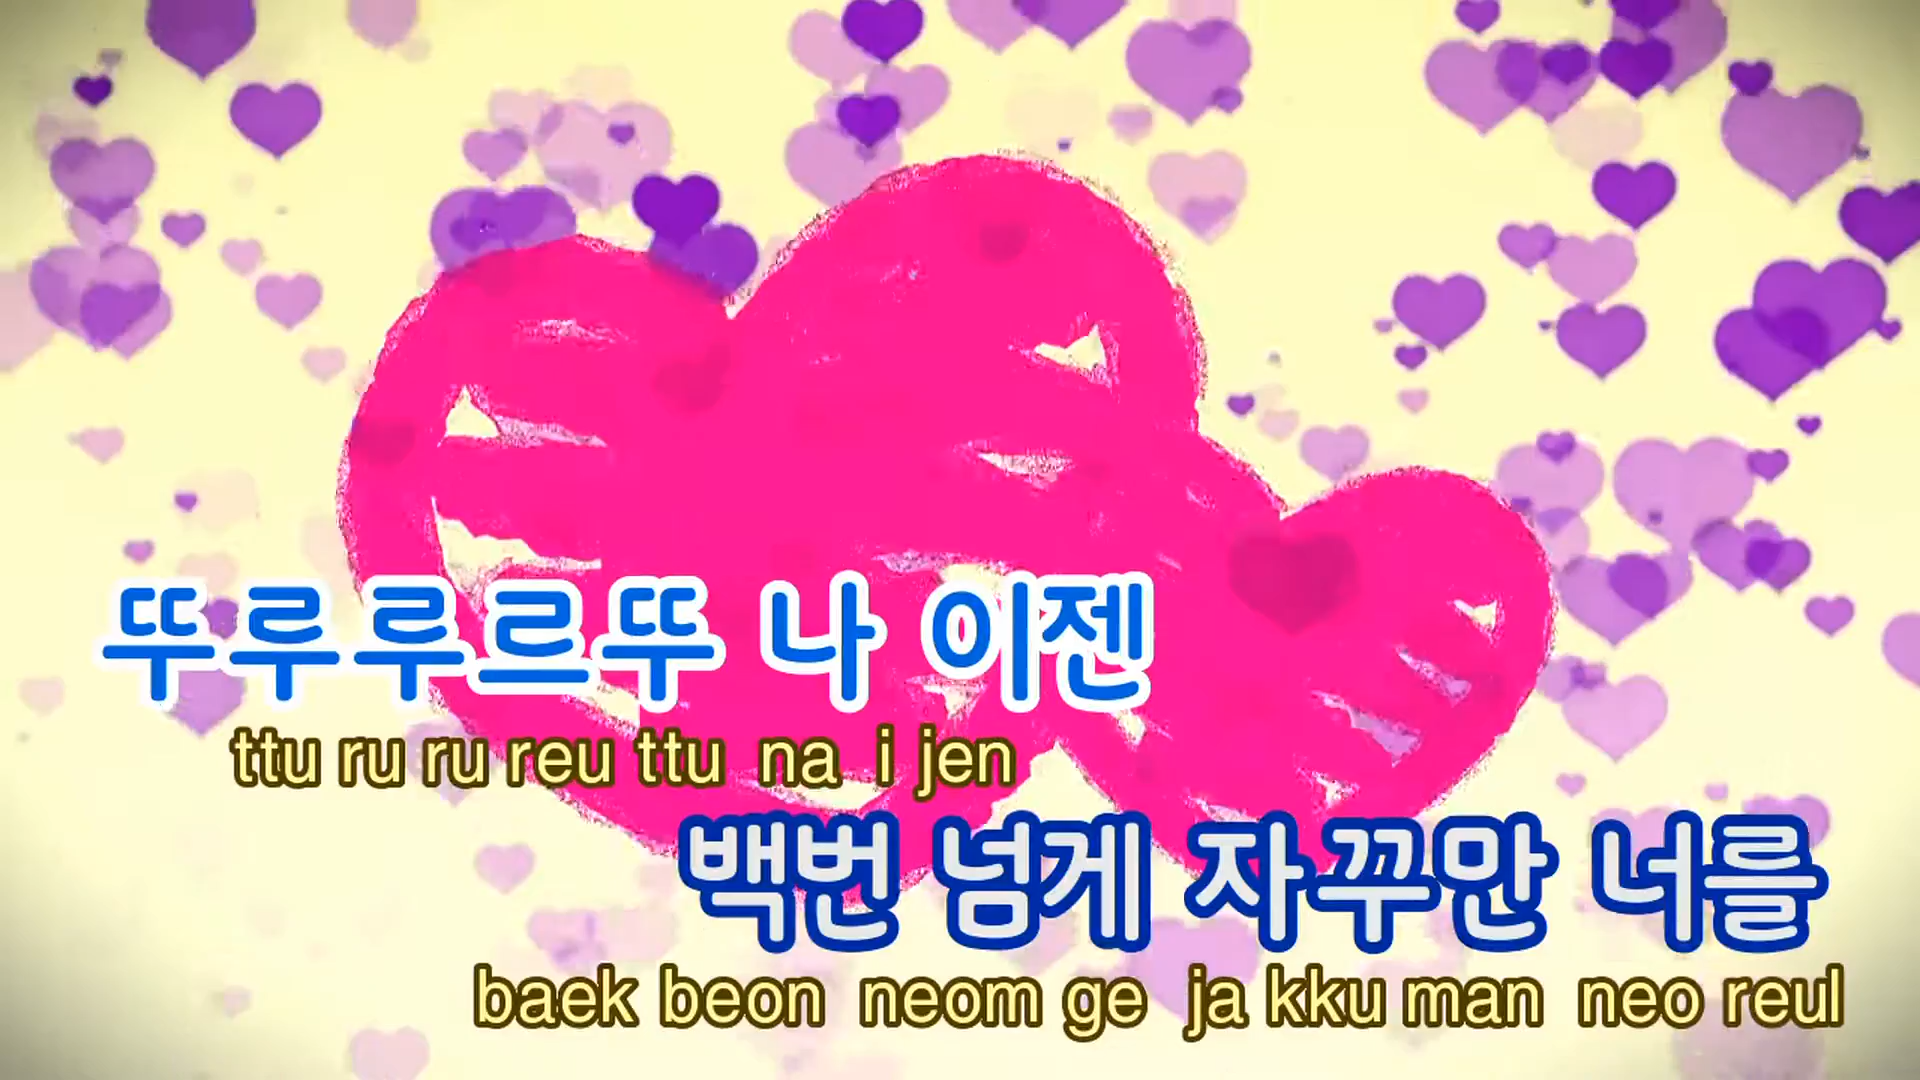 뚜루루르뚜 나 이젠
ttu ru ru reu ttu na i jen
백번 넘게 자꾸만 너를
baek beon neom ge ja kku man neo reul